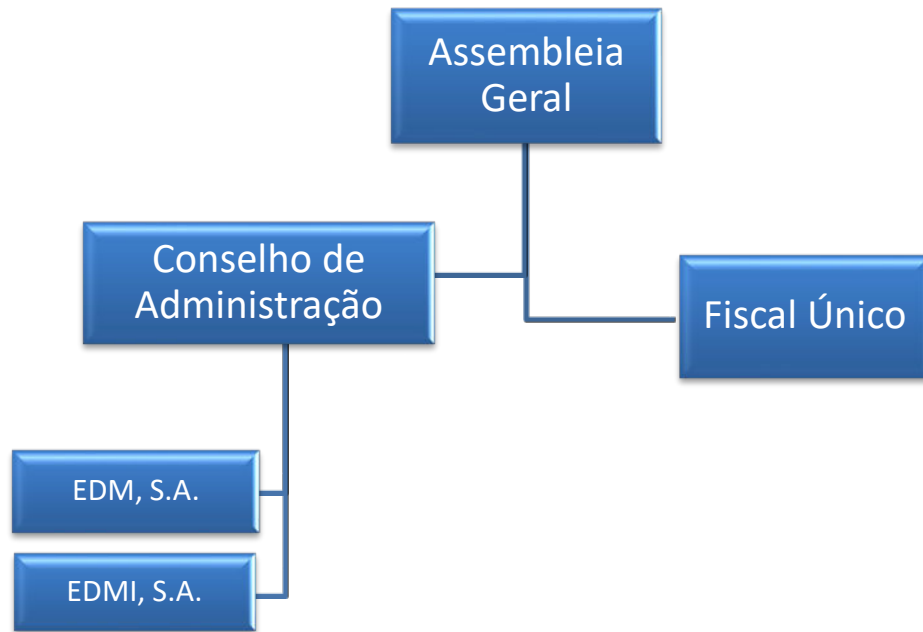 Assembleia
Geral
Conselho de
Administração
Fiscal Único
EDM, S.A.
EDMI, S.A.